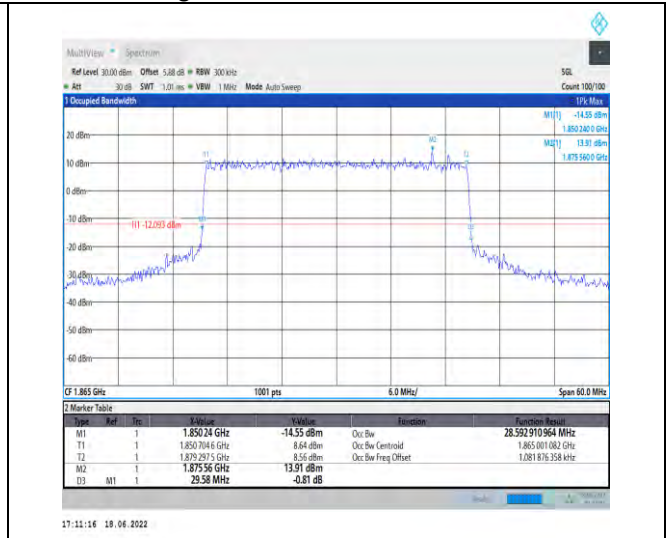 MultiView Spectrum
Ref Level 30.00 dBm Offset 5.88 dB RBW 300 kHz SGL
Att 30 dB SWT 1.01 ms VBW 1 MHz Mode Auto Sweep Count 100/100
1 Occupied Bandwidth 1Pk Max
M1[1] -14.55 dBm
1.850 240 0 GHz
M2[1] 13.91 dBm
1.875 560 0 GHz
20 dBm
M2
T1 T2
10 dBm
0 dBm
-10 dBm
H1 -12.093 dBm
-20 dBm
-30 dBm
-40 dBm
-50 dBm
-60 dBm
CF 1.865 GHz 1001 pts 6.0 MHz/ Span 60.0 MHz
2 Marker Table
Type Ref Trc X-Value Y-Value Function Function Result
M1 1 1.850 24 GHz -14.55 dBm Occ Bw 28.592 910 964 MHz
T1 1 1.850 704 6 GHz 8.64 dBm Occ Bw Centroid 1.865 001 082 GHz
T2 1 1.879 297 5 GHz 8.56 dBm Occ Bw Freq Offset 1.081 876 358 kHz
M2 1 1.875 56 GHz 13.91 dBm
D3 M1 1 29.58 MHz -0.81 dB
17:11:16 18.06.2022